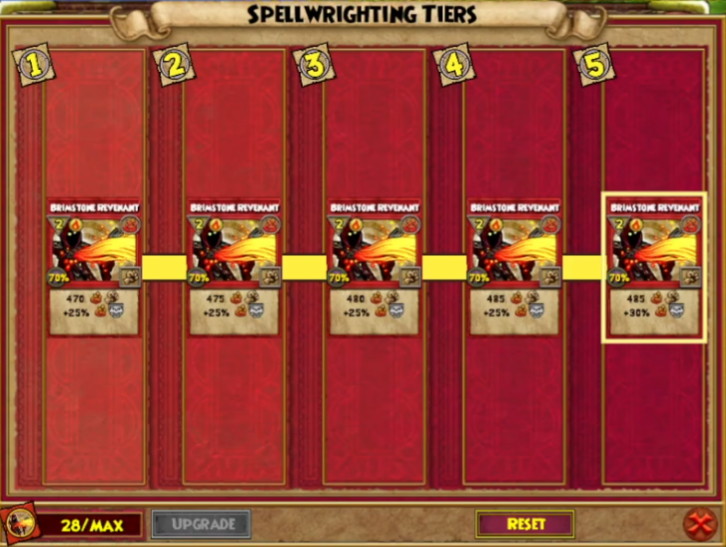 SPELLWRIGHTING TIERS
1 2 3 4 5
BRIMSTONE REVENANT BRIMSTONE REVENANT BRIMSTONE REVENANT BRIMSTONE REVENANT BRIMSTONE REVENANT
2 2 2 2 2
70% 70% 70% 70% 70%
470 475 480 485 485
+25% +25% +25% +25% +30%
28/MAX UPGRADE RESET